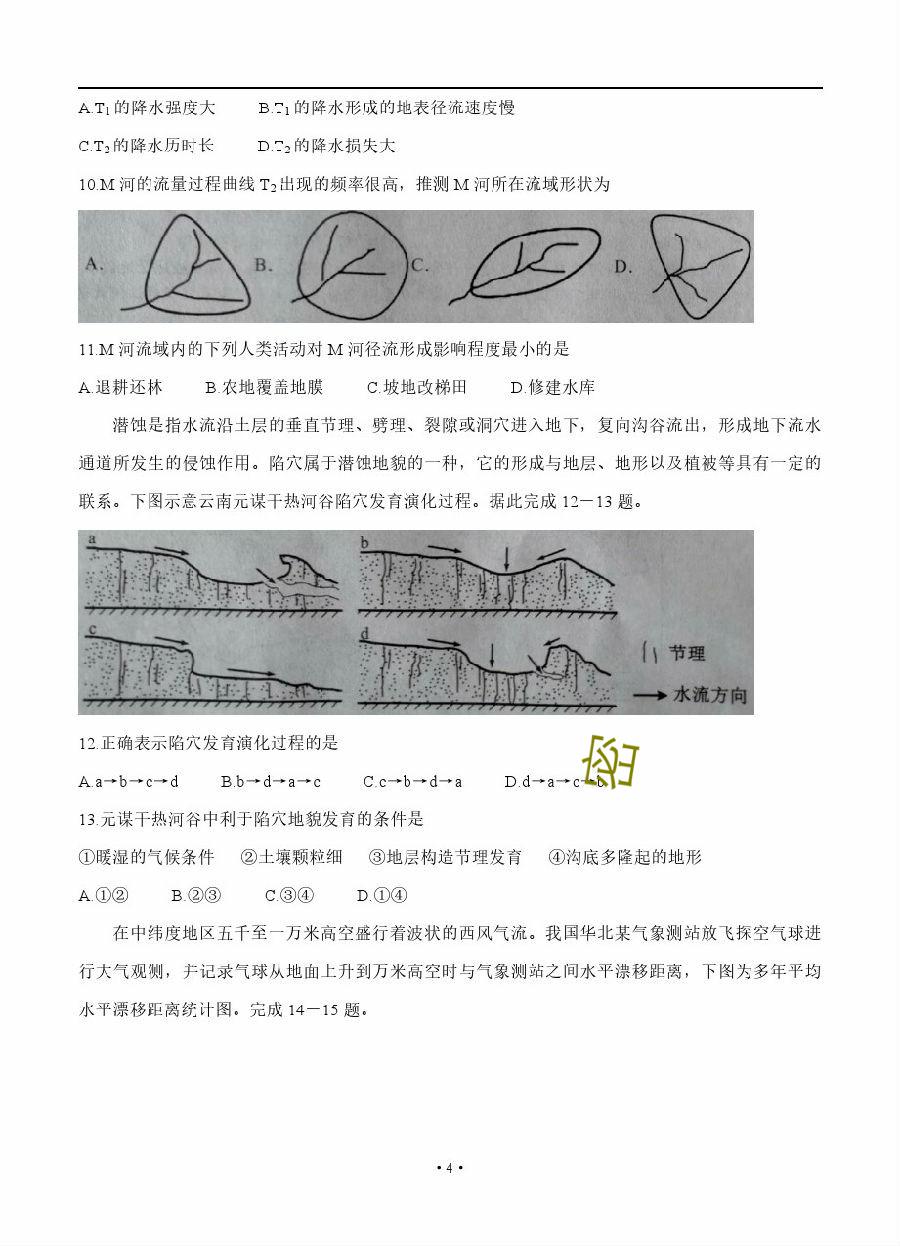 A.T₁的降水强度大 B.T₁的降水形成的地表径流速度慢
C.T₂的降水历时长 D.T₂的降水损失大
10.M 河的流量过程曲线 T₂出现的频率很高，推测 M 河所在流域形状为
A. B. C. D.
11.M 河流域内的下列人类活动对 M 河径流形成影响程度最小的是
A.退耕还林 B.农地覆盖地膜 C.坡地改梯田 D.修建水库
潜蚀是指水流沿土层的垂直节理、劈理、裂隙或洞穴进入地下，复向沟谷流出，形成地下流水
通道所发生的侵蚀作用。陷穴属于潜蚀地貌的一种，它的形成与地层、地形以及植被等具有一定的
联系。下图示意云南元谋干热河谷陷穴发育演化过程。据此完成 12－13 题。
a b
c d
节理
水流方向
12.正确表示陷穴发育演化过程的是
A.a→b→c→d B.b→d→a→c C.c→b→d→a D.d→a→c→b
13.元谋干热河谷中利于陷穴地貌发育的条件是
①暖湿的气候条件 ②土壤颗粒细 ③地层构造节理发育 ④沟底多隆起的地形
A.①② B.②③ C.③④ D.①④
在中纬度地区五千至一万米高空盛行着波状的西风气流。我国华北某气象测站放飞探空气球进
行大气观测，并记录气球从地面上升到万米高空时与气象测站之间水平漂移距离，下图为多年平均
水平漂移距离统计图。完成 14－15 题。
·4·